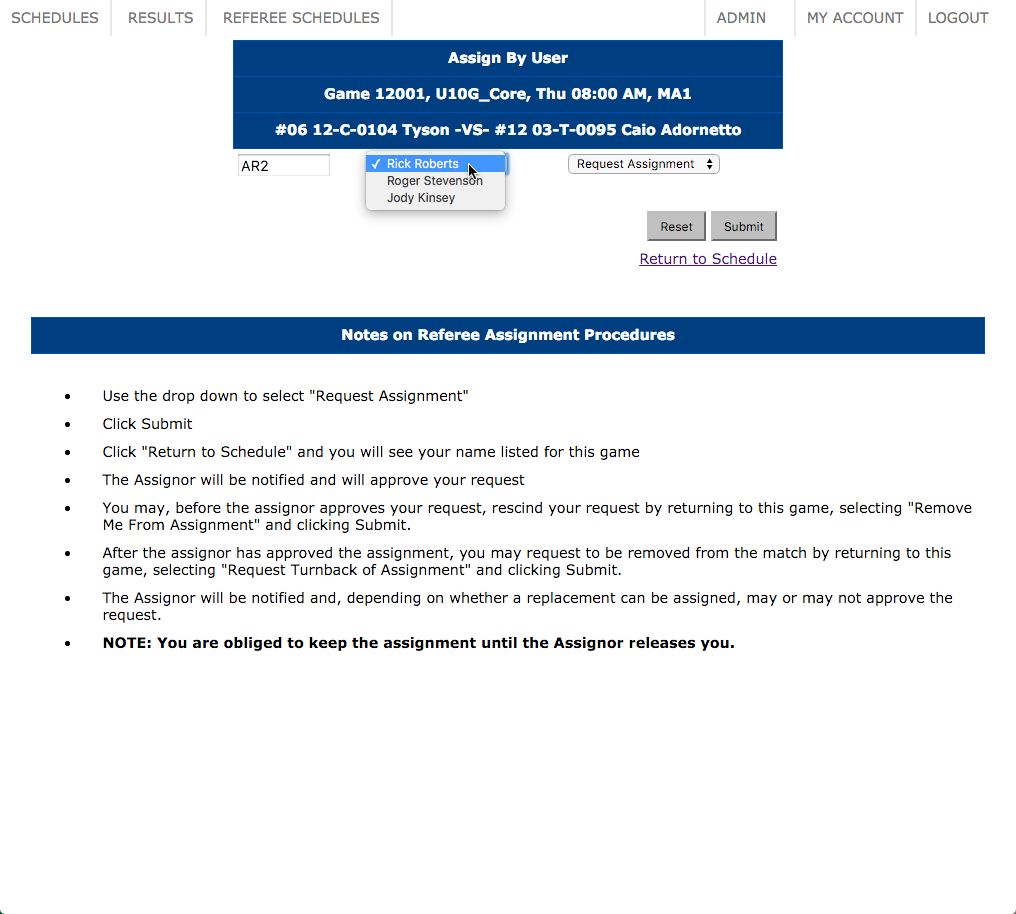 SCHEDULES RESULTS REFEREE SCHEDULES ADMIN MY ACCOUNT LOGOUT
Assign By User
Game 12001, U10G_Core, Thu 08:00 AM, MA1
#06 12-C-0104 Tyson -VS- #12 03-T-0095 Caio Adornetto
AR2 ✓ Rick Roberts Request Assignment
Roger Stevenson
Jody Kinsey
Reset Submit
Return to Schedule
Notes on Referee Assignment Procedures
• Use the drop down to select "Request Assignment"
• Click Submit
• Click "Return to Schedule" and you will see your name listed for this game
• The Assignor will be notified and will approve your request
• You may, before the assignor approves your request, rescind your request by returning to this game, selecting "Remove
Me From Assignment" and clicking Submit.
• After the assignor has approved the assignment, you may request to be removed from the match by returning to this
game, selecting "Request Turnback of Assignment" and clicking Submit.
• The Assignor will be notified and, depending on whether a replacement can be assigned, may or may not approve the
request.
• NOTE: You are obliged to keep the assignment until the Assignor releases you.